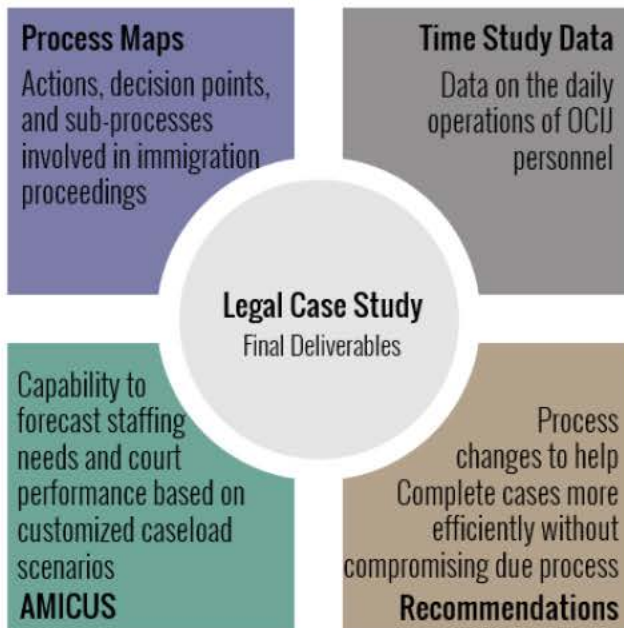 Process Maps
Actions, decision points,
and sub-processes
involved in immigration
proceedings
Time Study Data
Data on the daily
operations of OCIJ
personnel
Legal Case Study
Final Deliverables
Capability to
forecast staffing
needs and court
performance based on
customized caseload
scenarios
AMICUS
Process
changes to help
Complete cases more
efficiently without
compromising due process
Recommendations